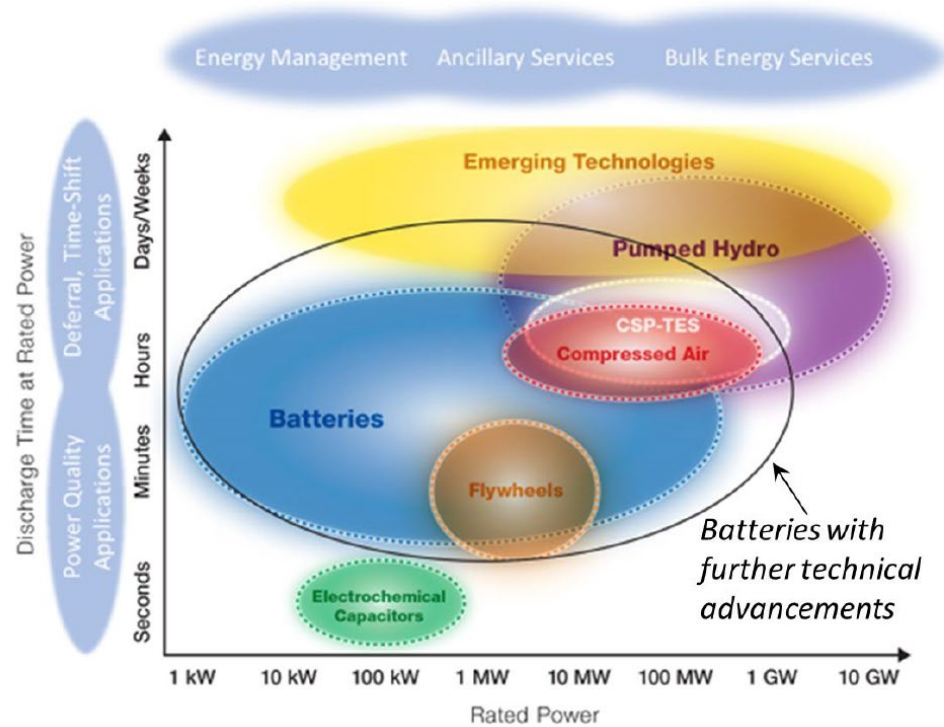 Energy Management
Ancillary Services
Bulk Energy Services
Discharge Time at Rated Power
Deferral, Time-Shift
Applications
Power Quality
Applications
Days/Weeks
Hours
Minutes
Seconds
Emerging Technologies
Pumped Hydro
CSP-TES
Compressed Air
Batteries
Flywheels
Electrochemical
Capacitors
Batteries with
further technical
advancements
1 kW
10 kW
100 kW
1 MW
10 MW
100 MW
1 GW
10 GW
Rated Power